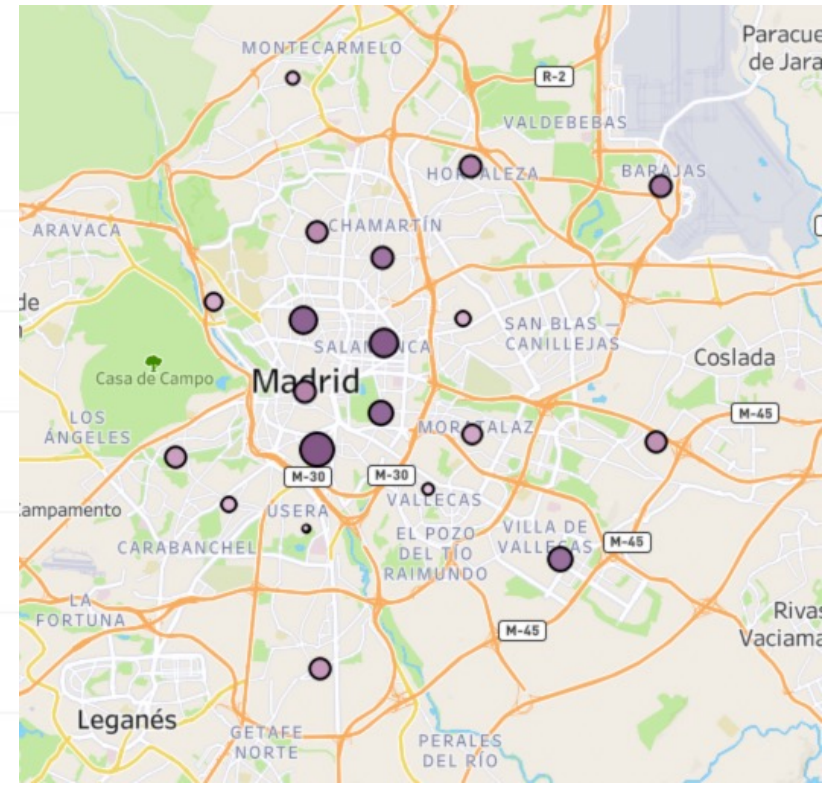 MONTECARMELO
Paracue
de Jara
R-2
VALDEBEBAS
HORTALEZA
BARAJAS
ARAVACA
CHAMARTÍN
de
SALAMANCA
SAN BLAS —
CANILLEJAS
Coslada
Casa de Campo
Madrid
LOS
ÁNGELES
MORATALAZ
M-45
M-30
M-30
VALLECAS
Campamento
USERA
CARABANCHEL
EL POZO
DEL TÍO
RAIMUNDO
VILLA DE
VALLECAS
M-45
LA
FORTUNA
M-45
Rivas
Vaciama
Leganés
GETAFE
NORTE
PERALES
DEL RÍO